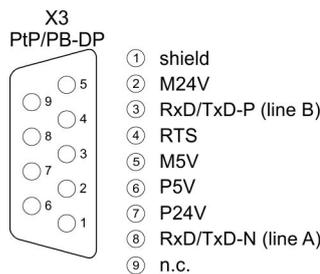 X3
PtP/PB-DP
5
9
4
8
3
7
2
6
1
① shield
② M24V
③ RxD/TxD-P (line B)
④ RTS
⑤ M5V
⑥ P5V
⑦ P24V
⑧ RxD/TxD-N (line A)
⑨ n.c.